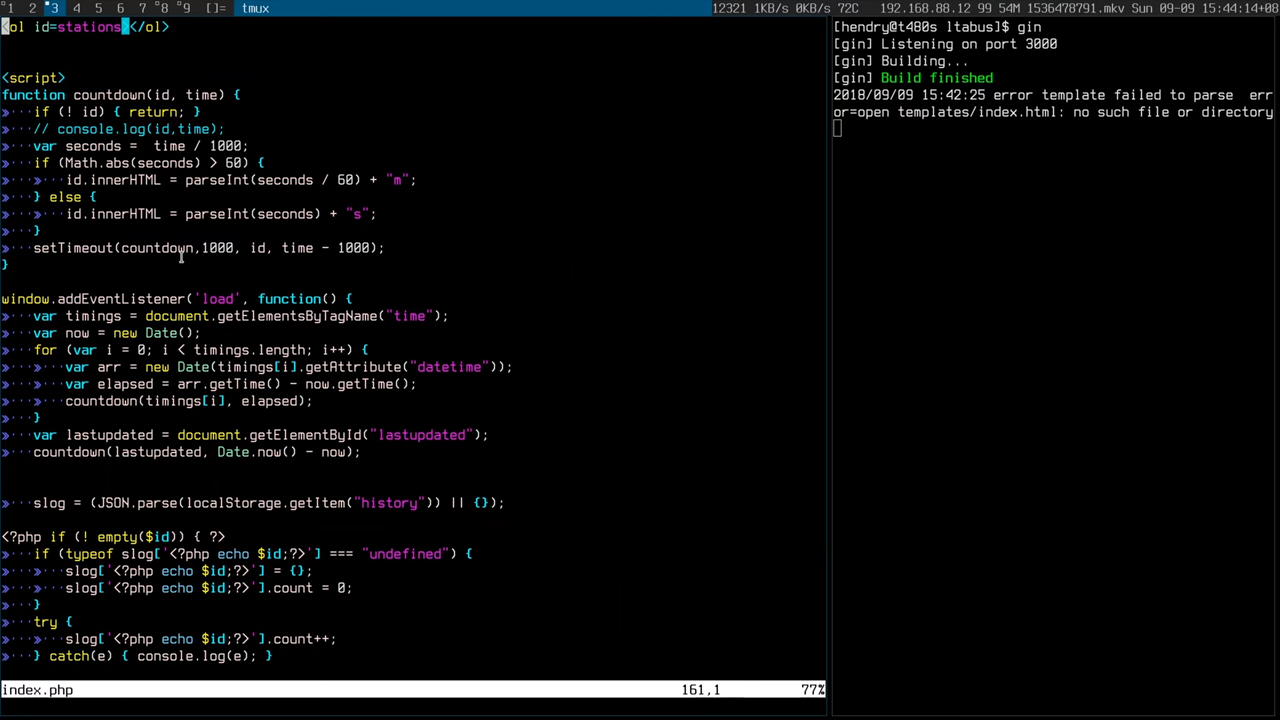 1 2 3 4 5 6 7 8 9 []= tmux 12321 1KB/s 0KB/s 72C 192.168.88.12 99 54M 1536478791.mkv Sun 09-09 15:44:14+08
<ol id=stations></ol>
<script>
function countdown(id, time) {
»···if (! id) { return; }
»···// console.log(id,time);
»···var seconds =  time / 1000;
»···if (Math.abs(seconds) > 60) {
»···»···id.innerHTML = parseInt(seconds / 60) + "m";
»···} else {
»···»···id.innerHTML = parseInt(seconds) + "s";
»···}
»···setTimeout(countdown,1000, id, time - 1000);
}
window.addEventListener('load', function() {
»···var timings = document.getElementsByTagName("time");
»···var now = new Date();
»···for (var i = 0; i < timings.length; i++) {
»···»···var arr = new Date(timings[i].getAttribute("datetime"));
»···»···var elapsed = arr.getTime() - now.getTime();
»···»···countdown(timings[i], elapsed);
»···}
»···var lastupdated = document.getElementById("lastupdated");
»···countdown(lastupdated, Date.now() - now);
»···slog = (JSON.parse(localStorage.getItem("history")) || {});
<?php if (! empty($id)) { ?>
»···if (typeof slog['<?php echo $id;?>'] === "undefined") {
»···»···slog['<?php echo $id;?>'] = {};
»···»···slog['<?php echo $id;?>'].count = 0;
»···}
»···try {
»···»···slog['<?php echo $id;?>'].count++;
»···} catch(e) { console.log(e); }
index.php 161,1 77%
[hendry@t480s ltabus]$ gin
[gin] Listening on port 3000
[gin] Building...
[gin] Build finished
2018/09/09 15:42:25 error template failed to parse  err
or=open templates/index.html: no such file or directory